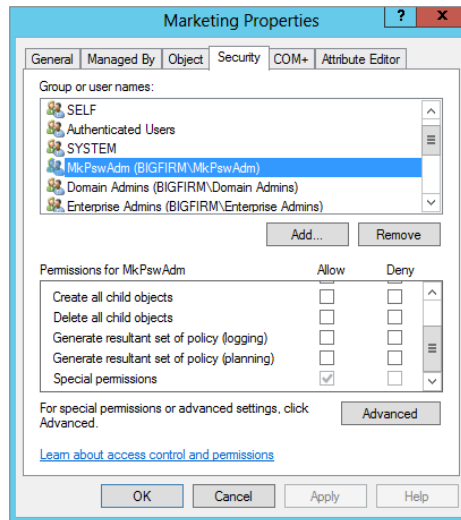 Marketing Properties
? x
General Managed By Object Security COM+ Attribute Editor
Group or user names:
SELF
Authenticated Users
SYSTEM
MkPswAdm (BIGFIRM\MkPswAdm)
Domain Admins (BIGFIRM\Domain Admins)
Enterprise Admins (BIGFIRM\Enterprise Admins)
Add... Remove
Permissions for MkPswAdm Allow Deny
Create all child objects
Delete all child objects
Generate resultant set of policy (logging)
Generate resultant set of policy (planning)
Special permissions
For special permissions or advanced settings, click
Advanced.
Advanced
Learn about access control and permissions
OK Cancel Apply Help